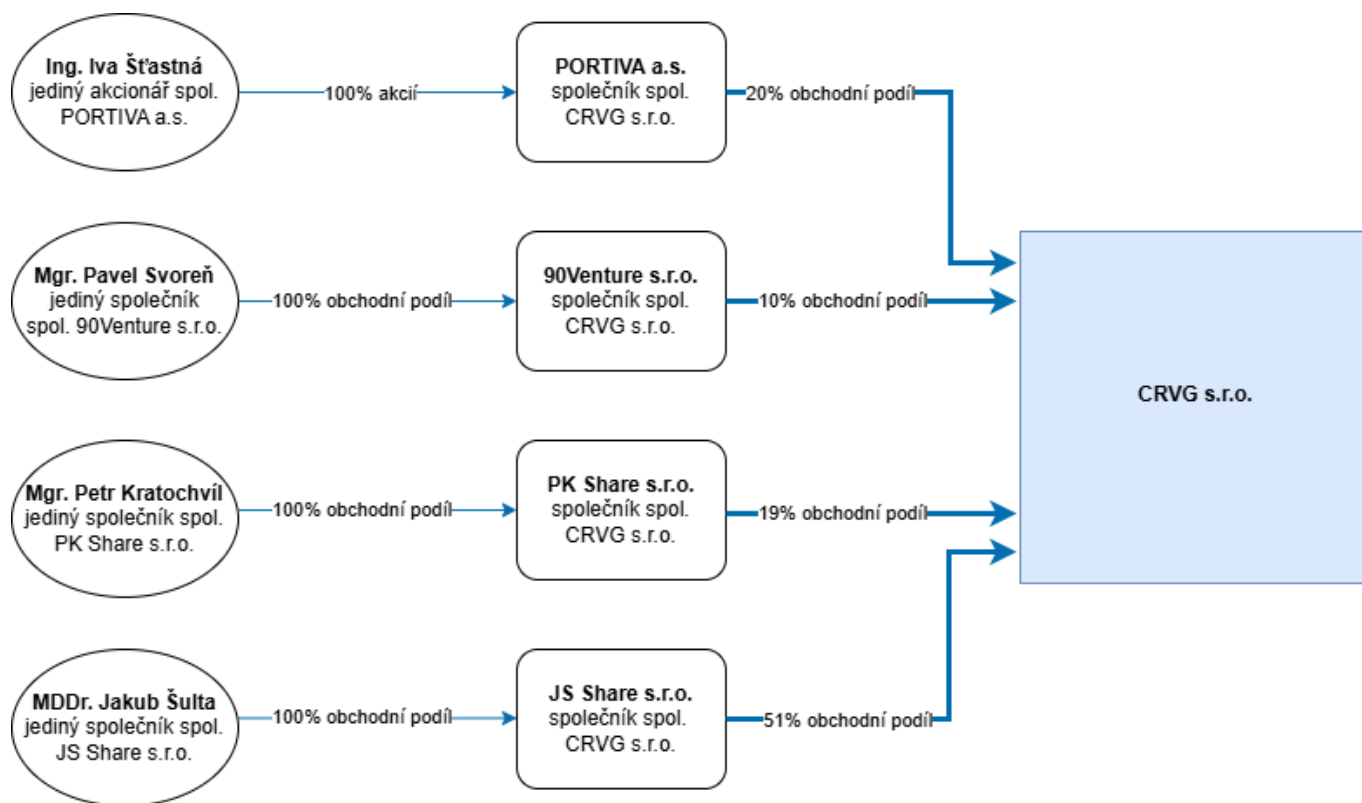 Ing. Iva Šťastná
jediný akcionář spol.
PORTIVA a.s.
100% akcií
PORTIVA a.s.
společník spol.
CRVG s.r.o.
20% obchodní podíl
Mgr. Pavel Svoreň
jediný společník
spol. 90Venture s.r.o.
100% obchodní podíl
90Venture s.r.o.
společník spol.
CRVG s.r.o.
10% obchodní podíl
CRVG s.r.o.
Mgr. Petr Kratochvíl
jediný společník spol.
PK Share s.r.o.
100% obchodní podíl
PK Share s.r.o.
společník spol.
CRVG s.r.o.
19% obchodní podíl
MDDr. Jakub Šulta
jediný společník spol.
JS Share s.r.o.
100% obchodní podíl
JS Share s.r.o.
společník spol.
CRVG s.r.o.
51% obchodní podíl